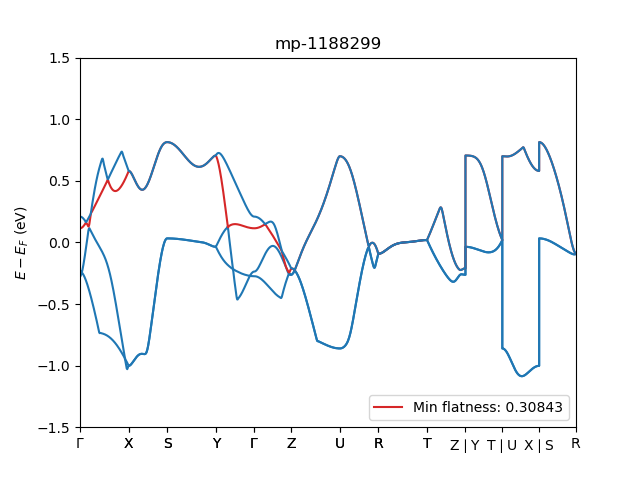 mp-1188299
E − E_F (eV)
1.5
1.0
0.5
0.0
−0.5
−1.0
−1.5
Min flatness: 0.30843
Γ X S Y Γ Z U R T Z|Y T|U X|S R